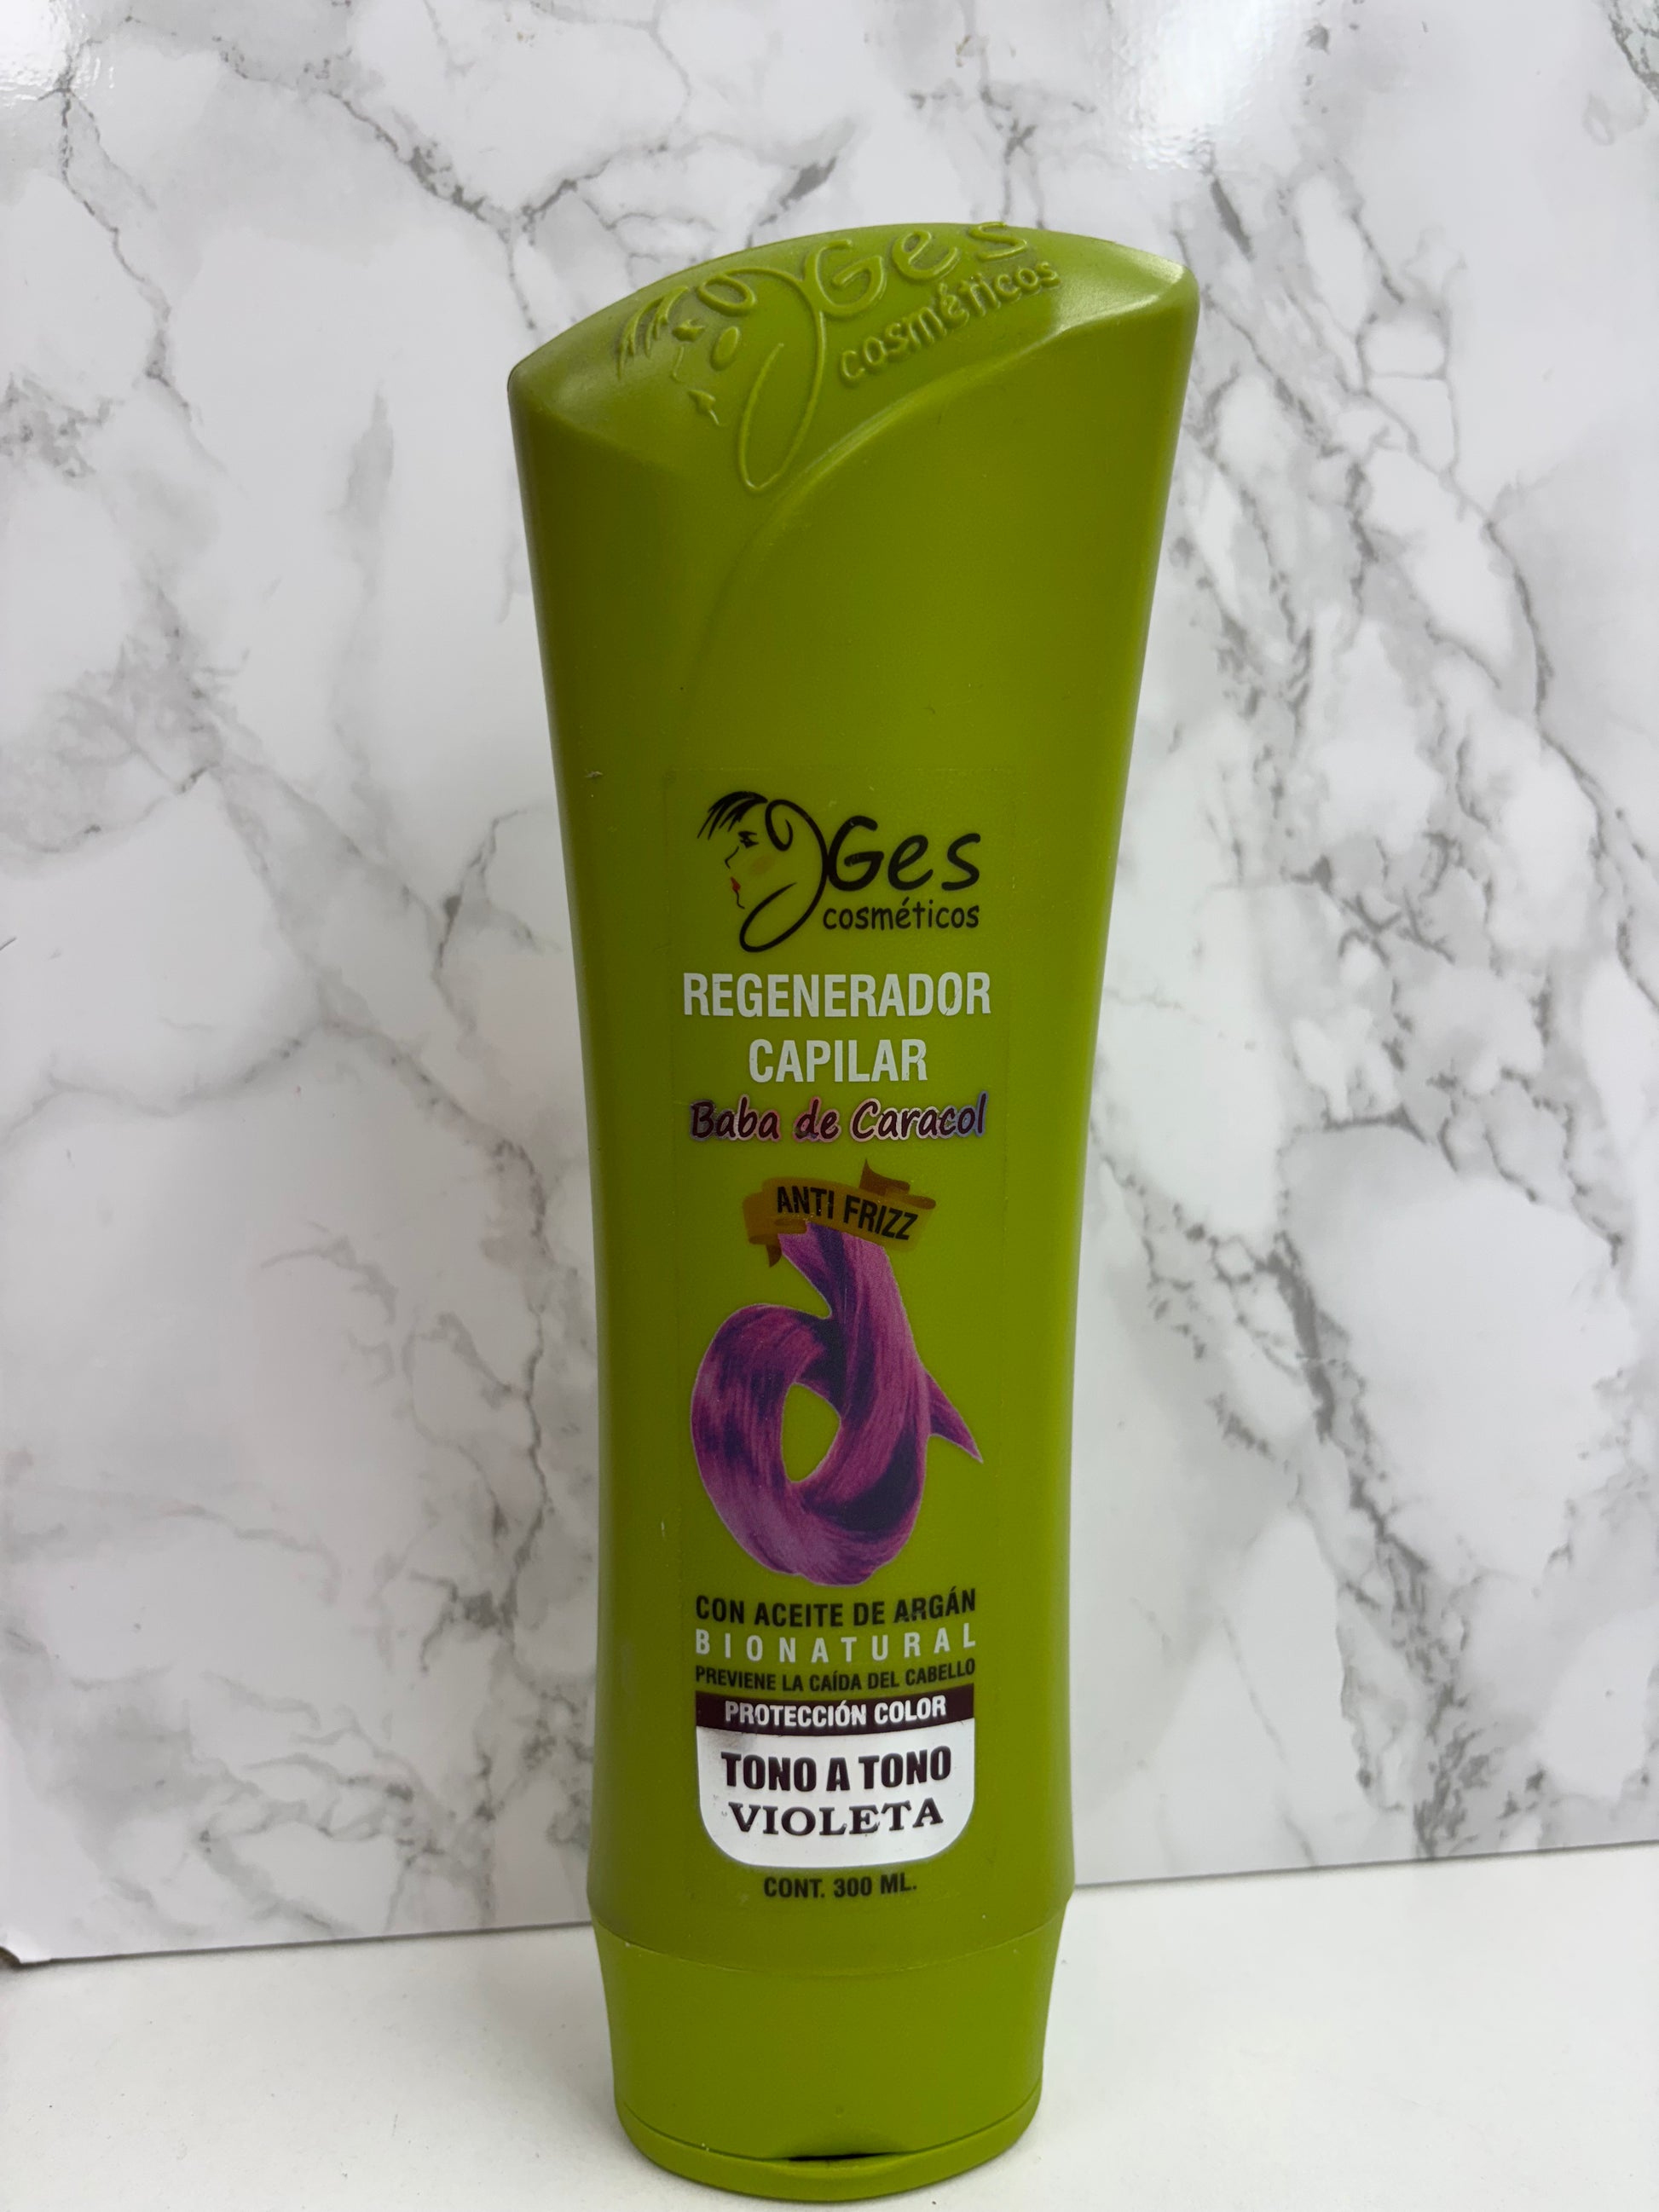 Ges
cosméticos
Ges
cosméticos
REGENERADOR
CAPILAR
Baba de Caracol
ANTI FRIZZ
CON ACEITE DE ARGÁN
BIONATURAL
PREVIENE LA CAÍDA DEL CABELLO
PROTECCIÓN COLOR
TONO A TONO
VIOLETA
CONT. 300 ML.